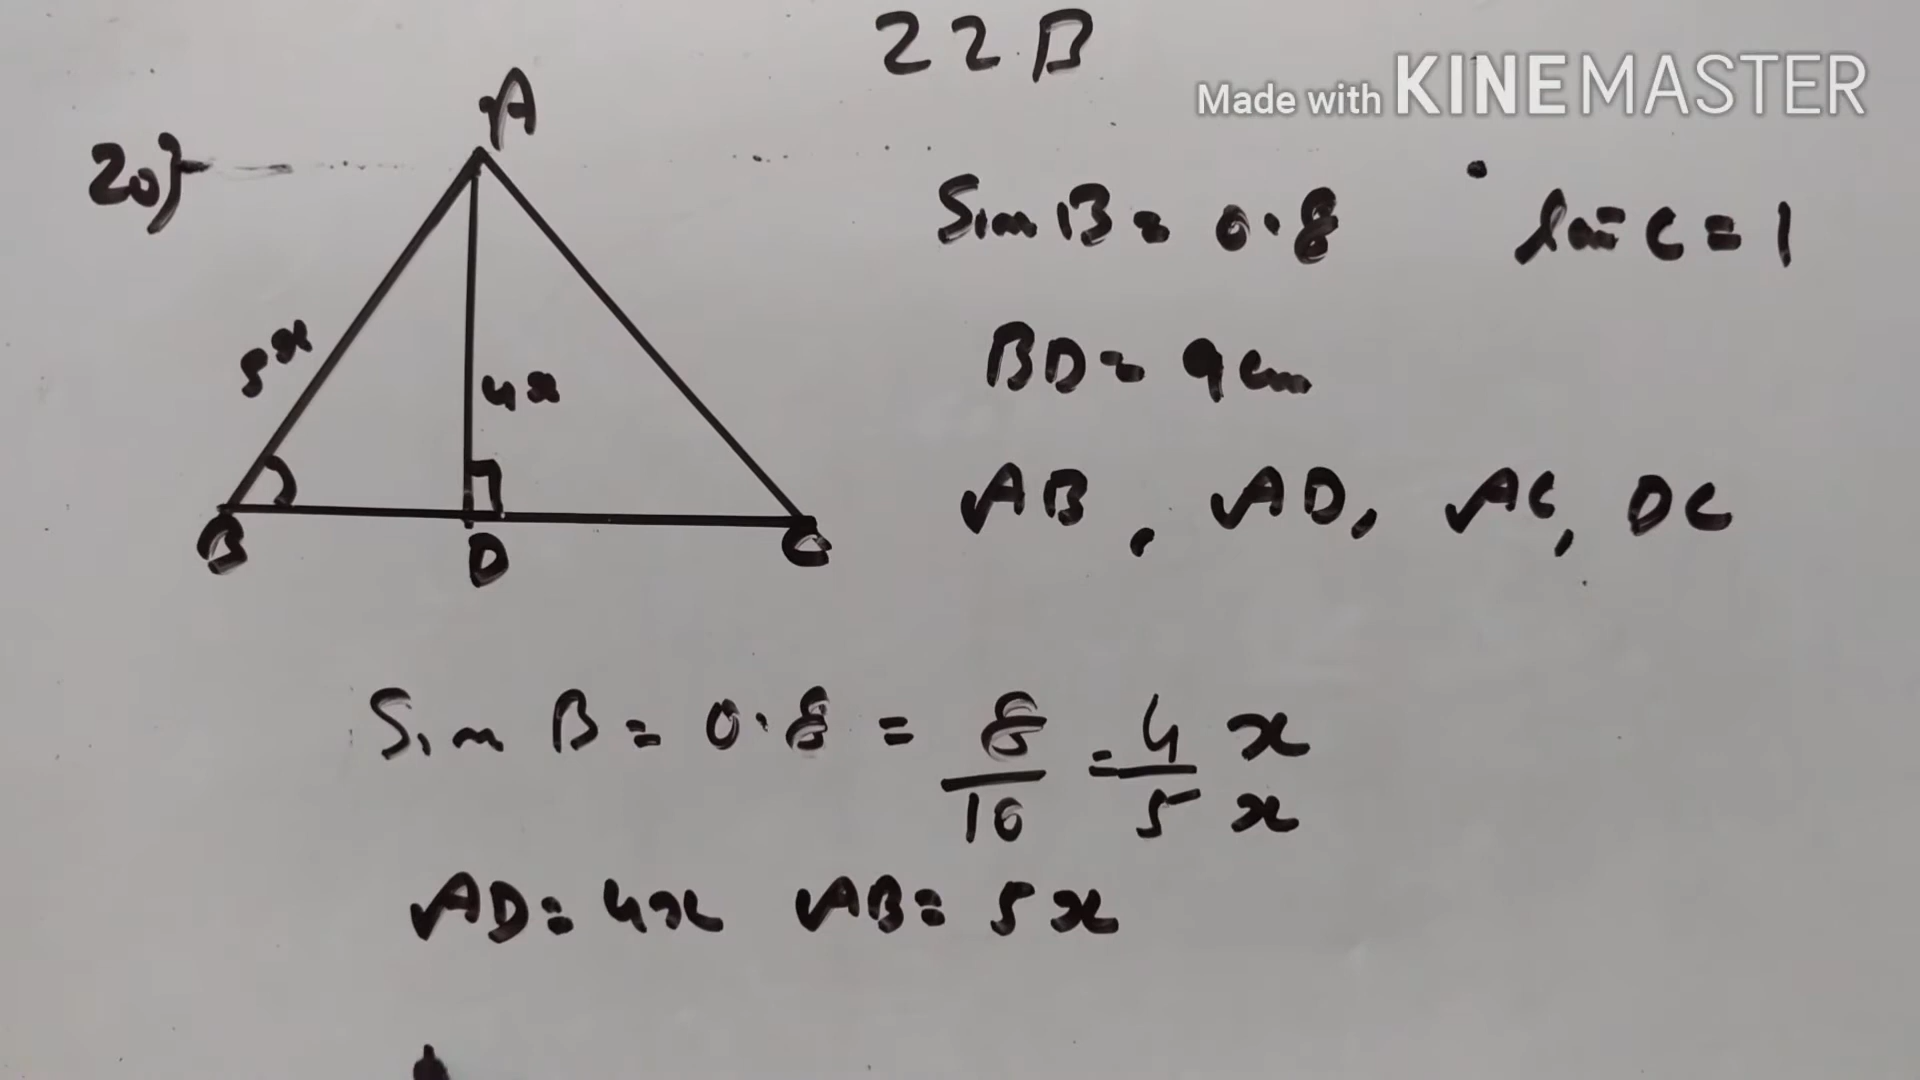 22B
Made with KINEMASTER
20}
A
Sin B = 0.8 tan C = 1
5x
4x
BD = 9cm
AB, AD, AC, DC
B D C
Sin B = 0.8 = 8/10 = 4/5 x/x
AD = 4x AB = 5x